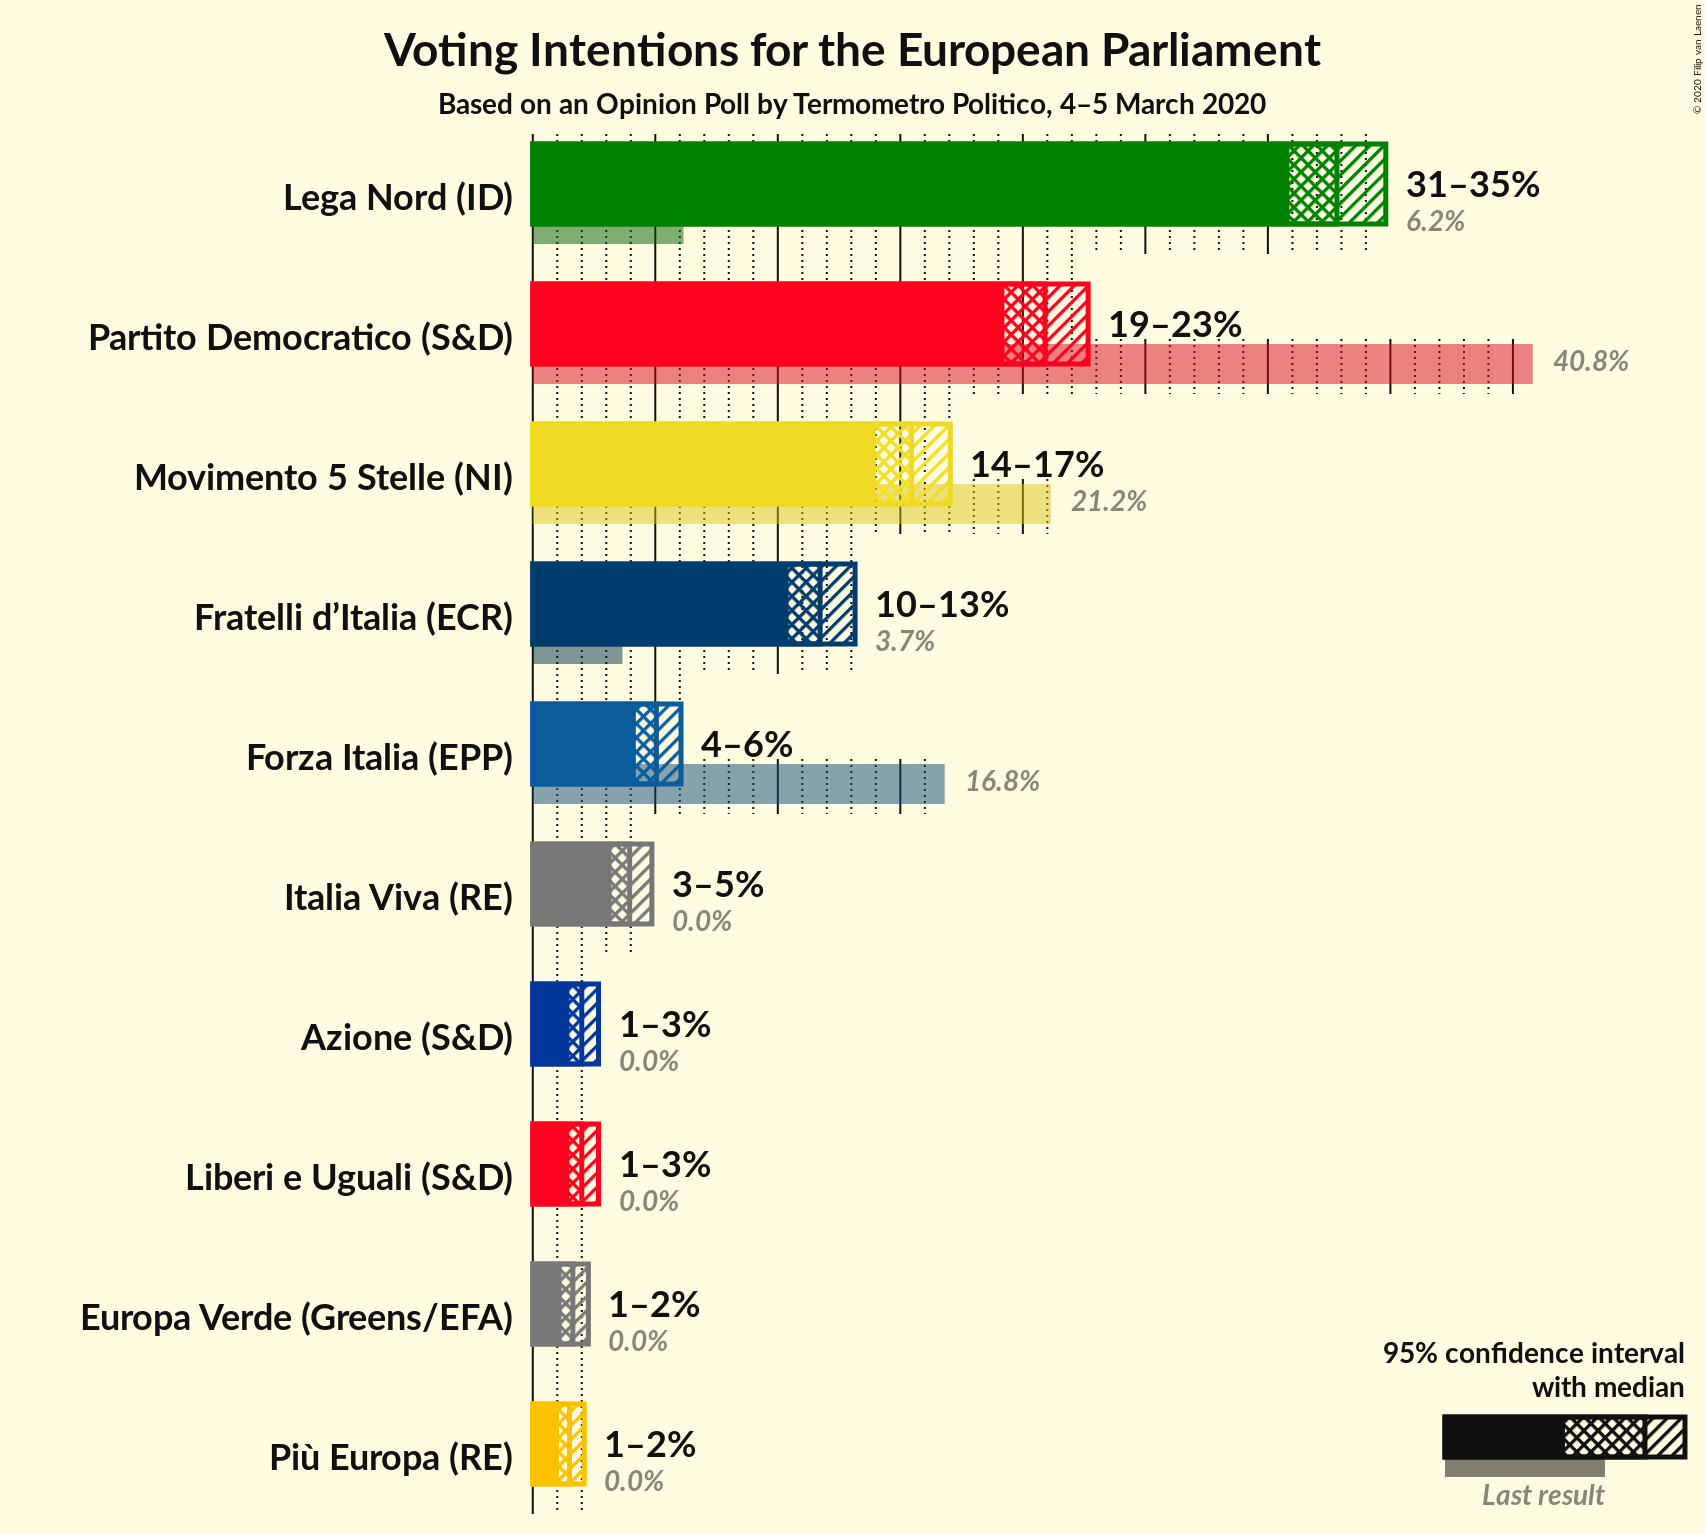 Voting Intentions for the European Parliament
Based on an Opinion Poll by Termometro Politico, 4–5 March 2020
© 2020 Filip van Laenen
Lega Nord (ID)
31–35%
6.2%
Partito Democratico (S&D)
19–23%
40.8%
Movimento 5 Stelle (NI)
14–17%
21.2%
Fratelli d’Italia (ECR)
10–13%
3.7%
Forza Italia (EPP)
4–6%
16.8%
Italia Viva (RE)
3–5%
0.0%
Azione (S&D)
1–3%
0.0%
Liberi e Uguali (S&D)
1–3%
0.0%
Europa Verde (Greens/EFA)
1–2%
0.0%
Più Europa (RE)
1–2%
0.0%
95% confidence interval
with median
Last result